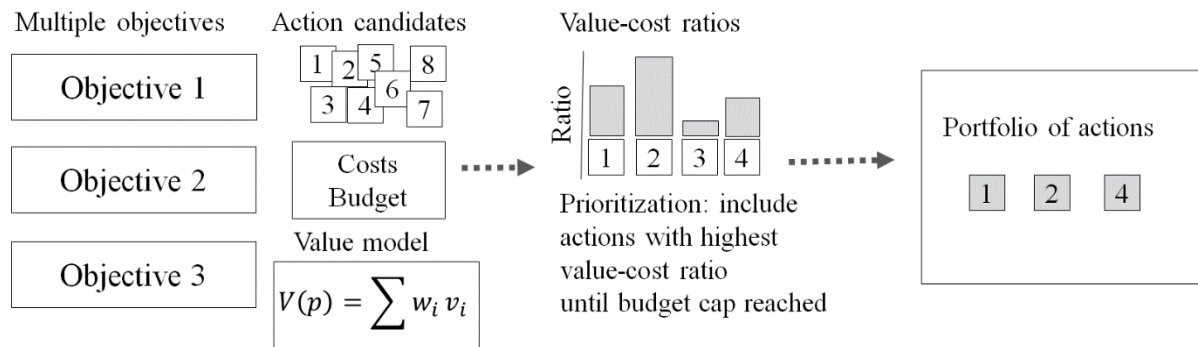 Multiple objectives
Objective 1
Objective 2
Objective 3
Action candidates
1 2 5 8
6
3 4 7
Costs
Budget
Value model
V(p) = ∑ w_i v_i
Value-cost ratios
Ratio
1 2 3 4
Prioritization: include
actions with highest
value-cost ratio
until budget cap reached
Portfolio of actions
1 2 4